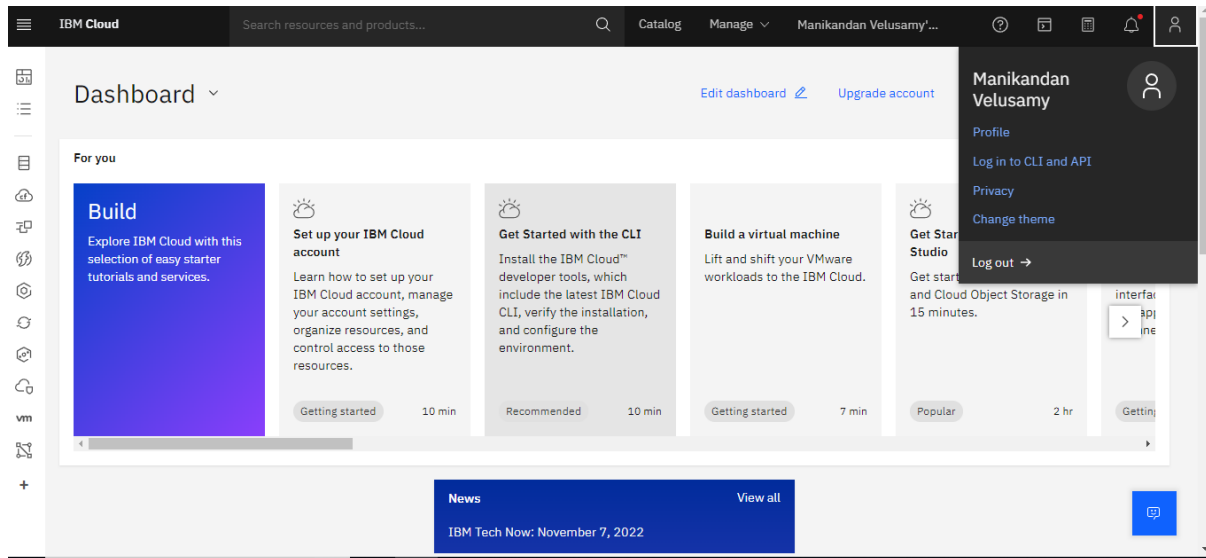 IBM Cloud
Search resources and products...
Catalog
Manage
Manikandan Velusamy'...
Manikandan
Velusamy
Profile
Log in to CLI and API
Privacy
Change theme
Log out →
Dashboard
Edit dashboard
Upgrade account
For you
Build
Explore IBM Cloud with this
selection of easy starter
tutorials and services.
Set up your IBM Cloud
account
Learn how to set up your
IBM Cloud account, manage
your account settings,
organize resources, and
control access to those
resources.
Getting started
10 min
Get Started with the CLI
Install the IBM Cloud™
developer tools, which
include the latest IBM Cloud
CLI, verify the installation,
and configure the
environment.
Recommended
10 min
Build a virtual machine
Lift and shift your VMware
workloads to the IBM Cloud.
Getting started
7 min
Get Star
Studio
Get start
and Cloud Object Storage in
15 minutes.
Popular
2 hr
interfac
Getting
cf
vm
News
View all
IBM Tech Now: November 7, 2022